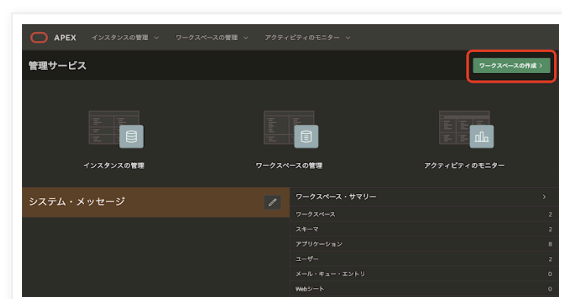 APEX インスタンスの管理 ワークスペースの管理 アクティビティのモニター
管理サービス
ワークスペースの作成 >
インスタンスの管理 ワークスペースの管理 アクティビティのモニター
システム・メッセージ
ワークスペース・サマリー >
ワークスペース 2
スキーマ 2
アプリケーション 8
ユーザー 2
メール・キュー・エントリ 0
Webシート 0